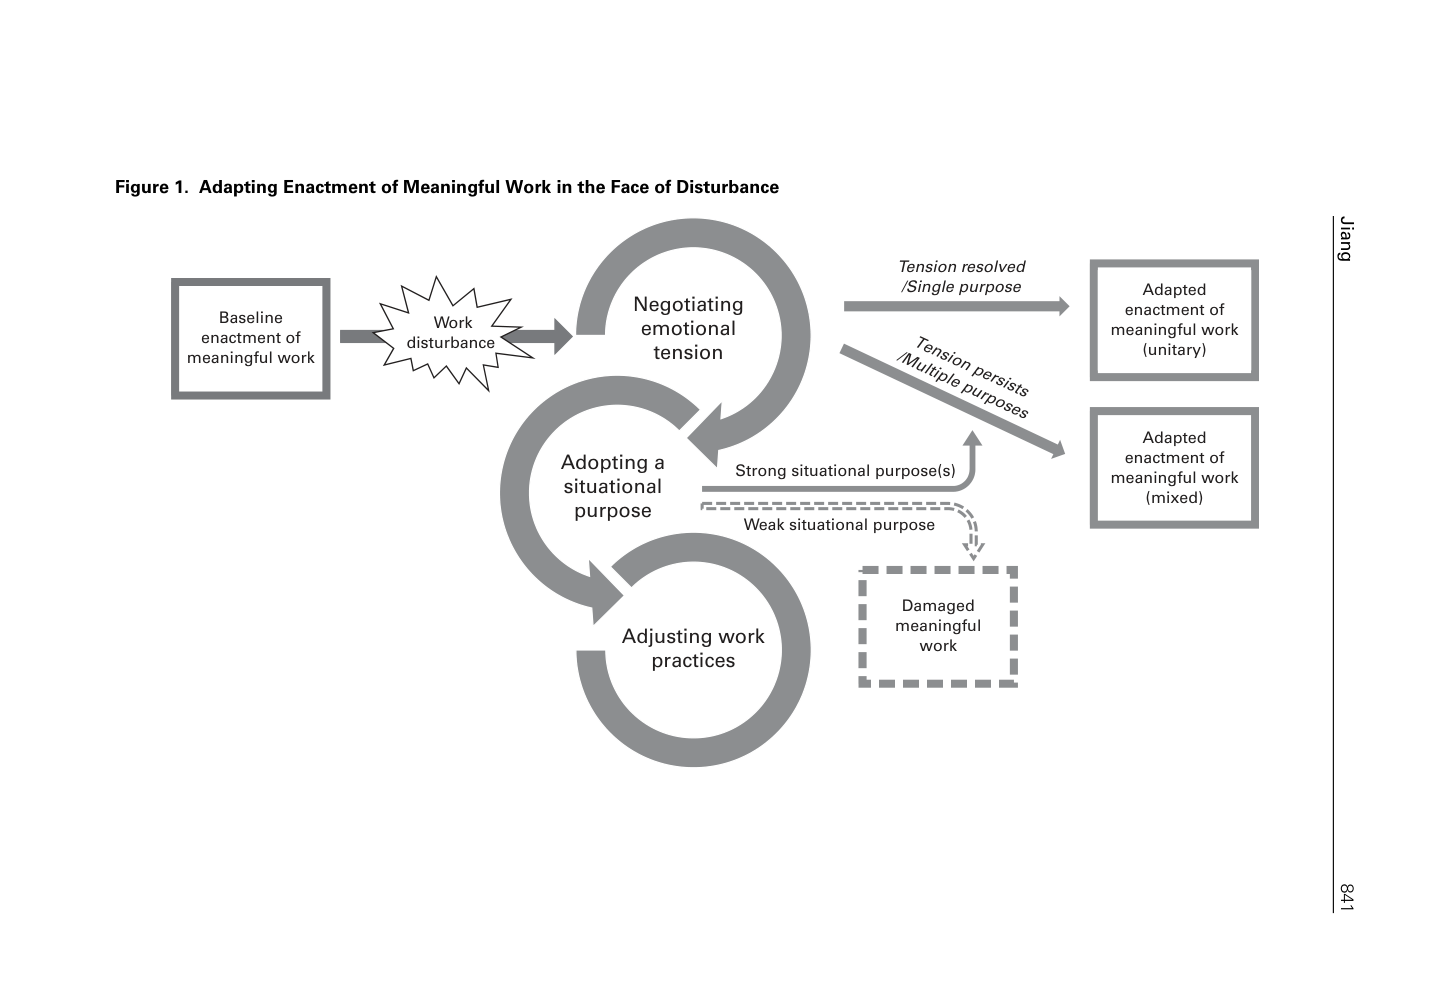 Figure 1. Adapting Enactment of Meaningful Work in the Face of Disturbance
Baseline
enactment of
meaningful work
Work
disturbance
Negotiating
emotional
tension
Tension resolved
/Single purpose
Adapted
enactment of
meaningful work
(unitary)
Tension persists
/Multiple purposes
Adapted
enactment of
meaningful work
(mixed)
Adopting a
situational
purpose
Strong situational purpose(s)
Weak situational purpose
Damaged
meaningful
work
Adjusting work
practices
Jiang
841